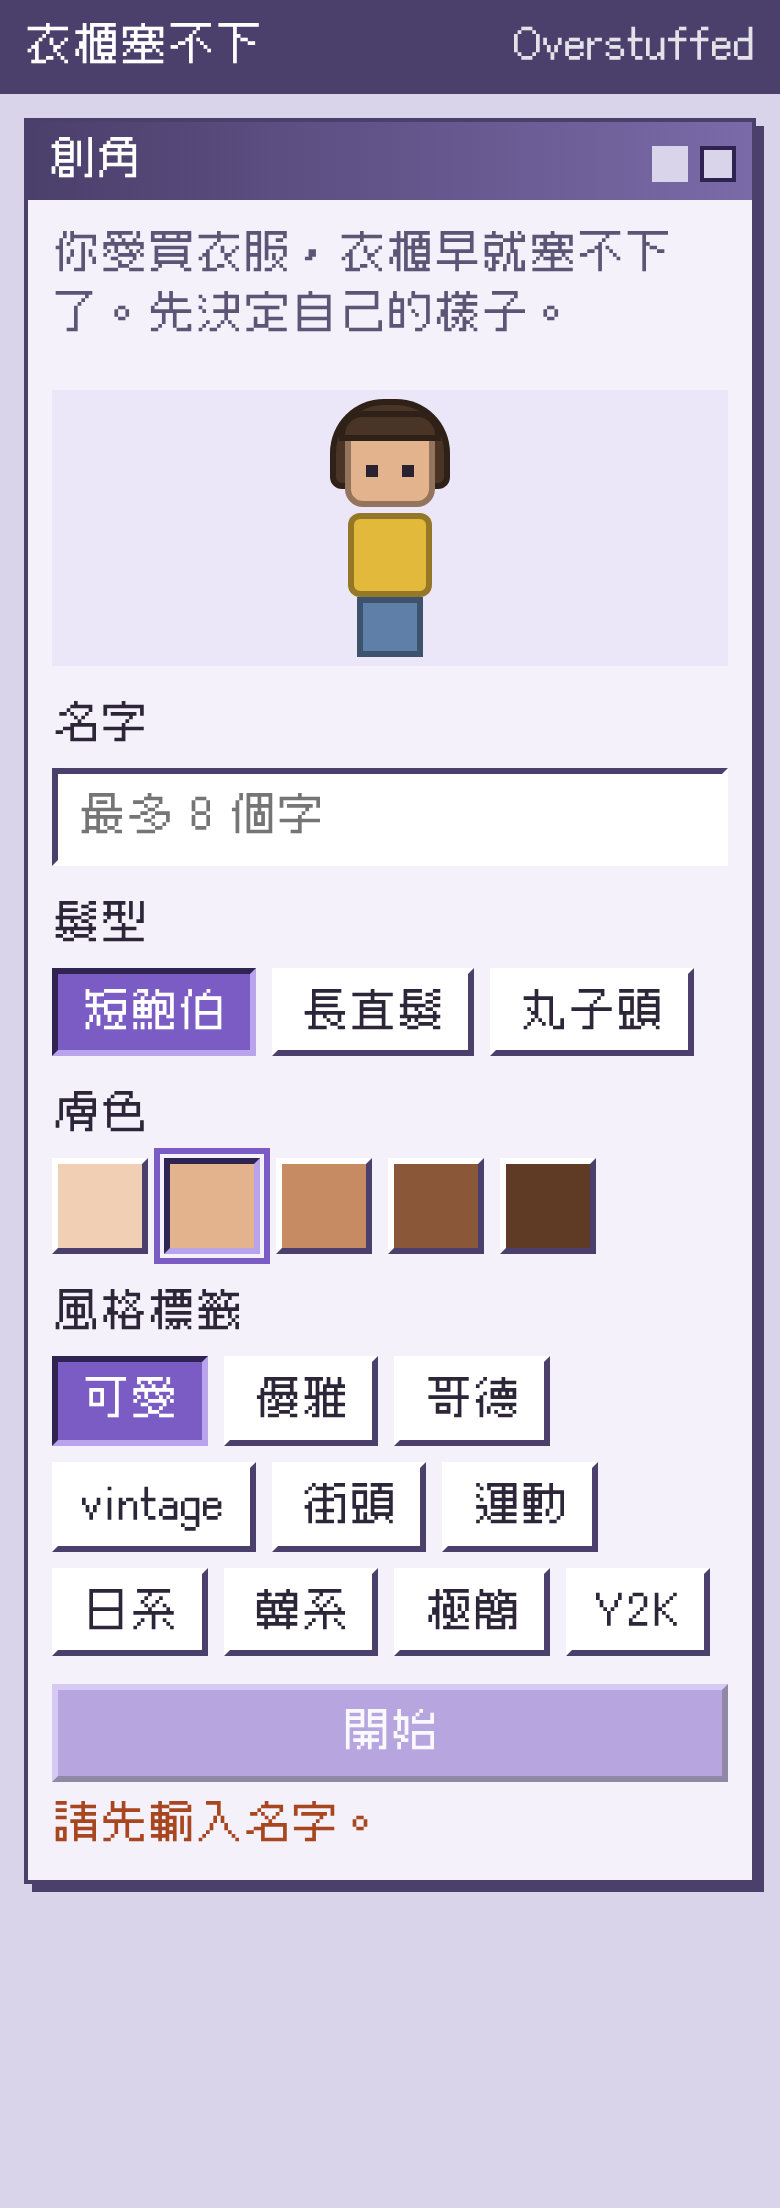 衣櫃塞不下
Overstuffed
創角
你愛買衣服，衣櫃早就塞不下
了。先決定自己的樣子。
名字
最多 8 個字
髮型
短鮑伯 長直髮 丸子頭
膚色
風格標籤
可愛 優雅 哥德
vintage 街頭 運動
日系 韓系 極簡 Y2K
開始
請先輸入名字。